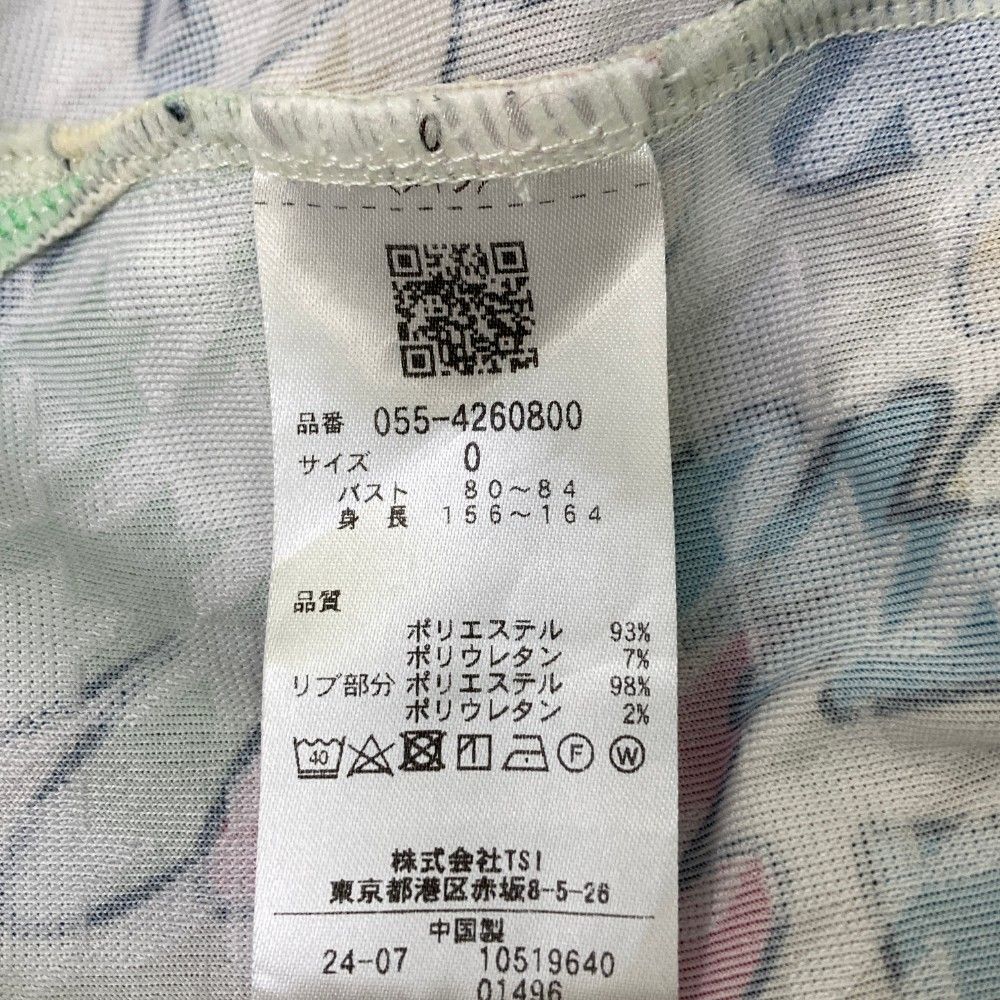 0
品番 055-4260800
サイズ 0
バスト 80～84
身長 156～164
品質
ポリエステル 93%
ポリウレタン 7%
リブ部分 ポリエステル 98%
ポリウレタン 2%
40 F W
株式会社TSI
東京都港区赤坂8-5-26
中国製
24-07 10519640
01496